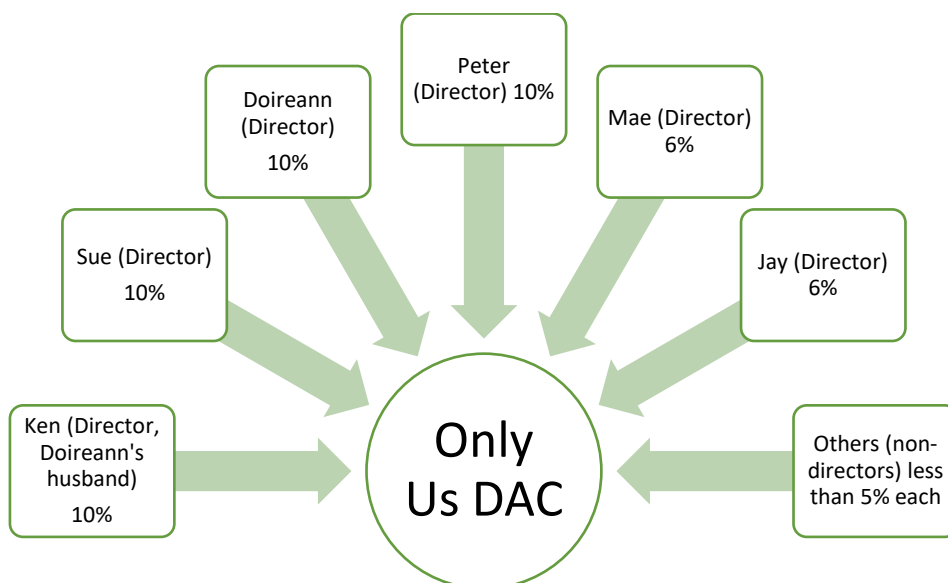 Peter
(Director) 10%
Doireann
(Director)
10%
Mae (Director)
6%
Sue (Director)
10%
Jay (Director)
6%
Ken (Director,
Doireann's
husband)
10%
Only
Us DAC
Others (non-
directors) less
than 5% each